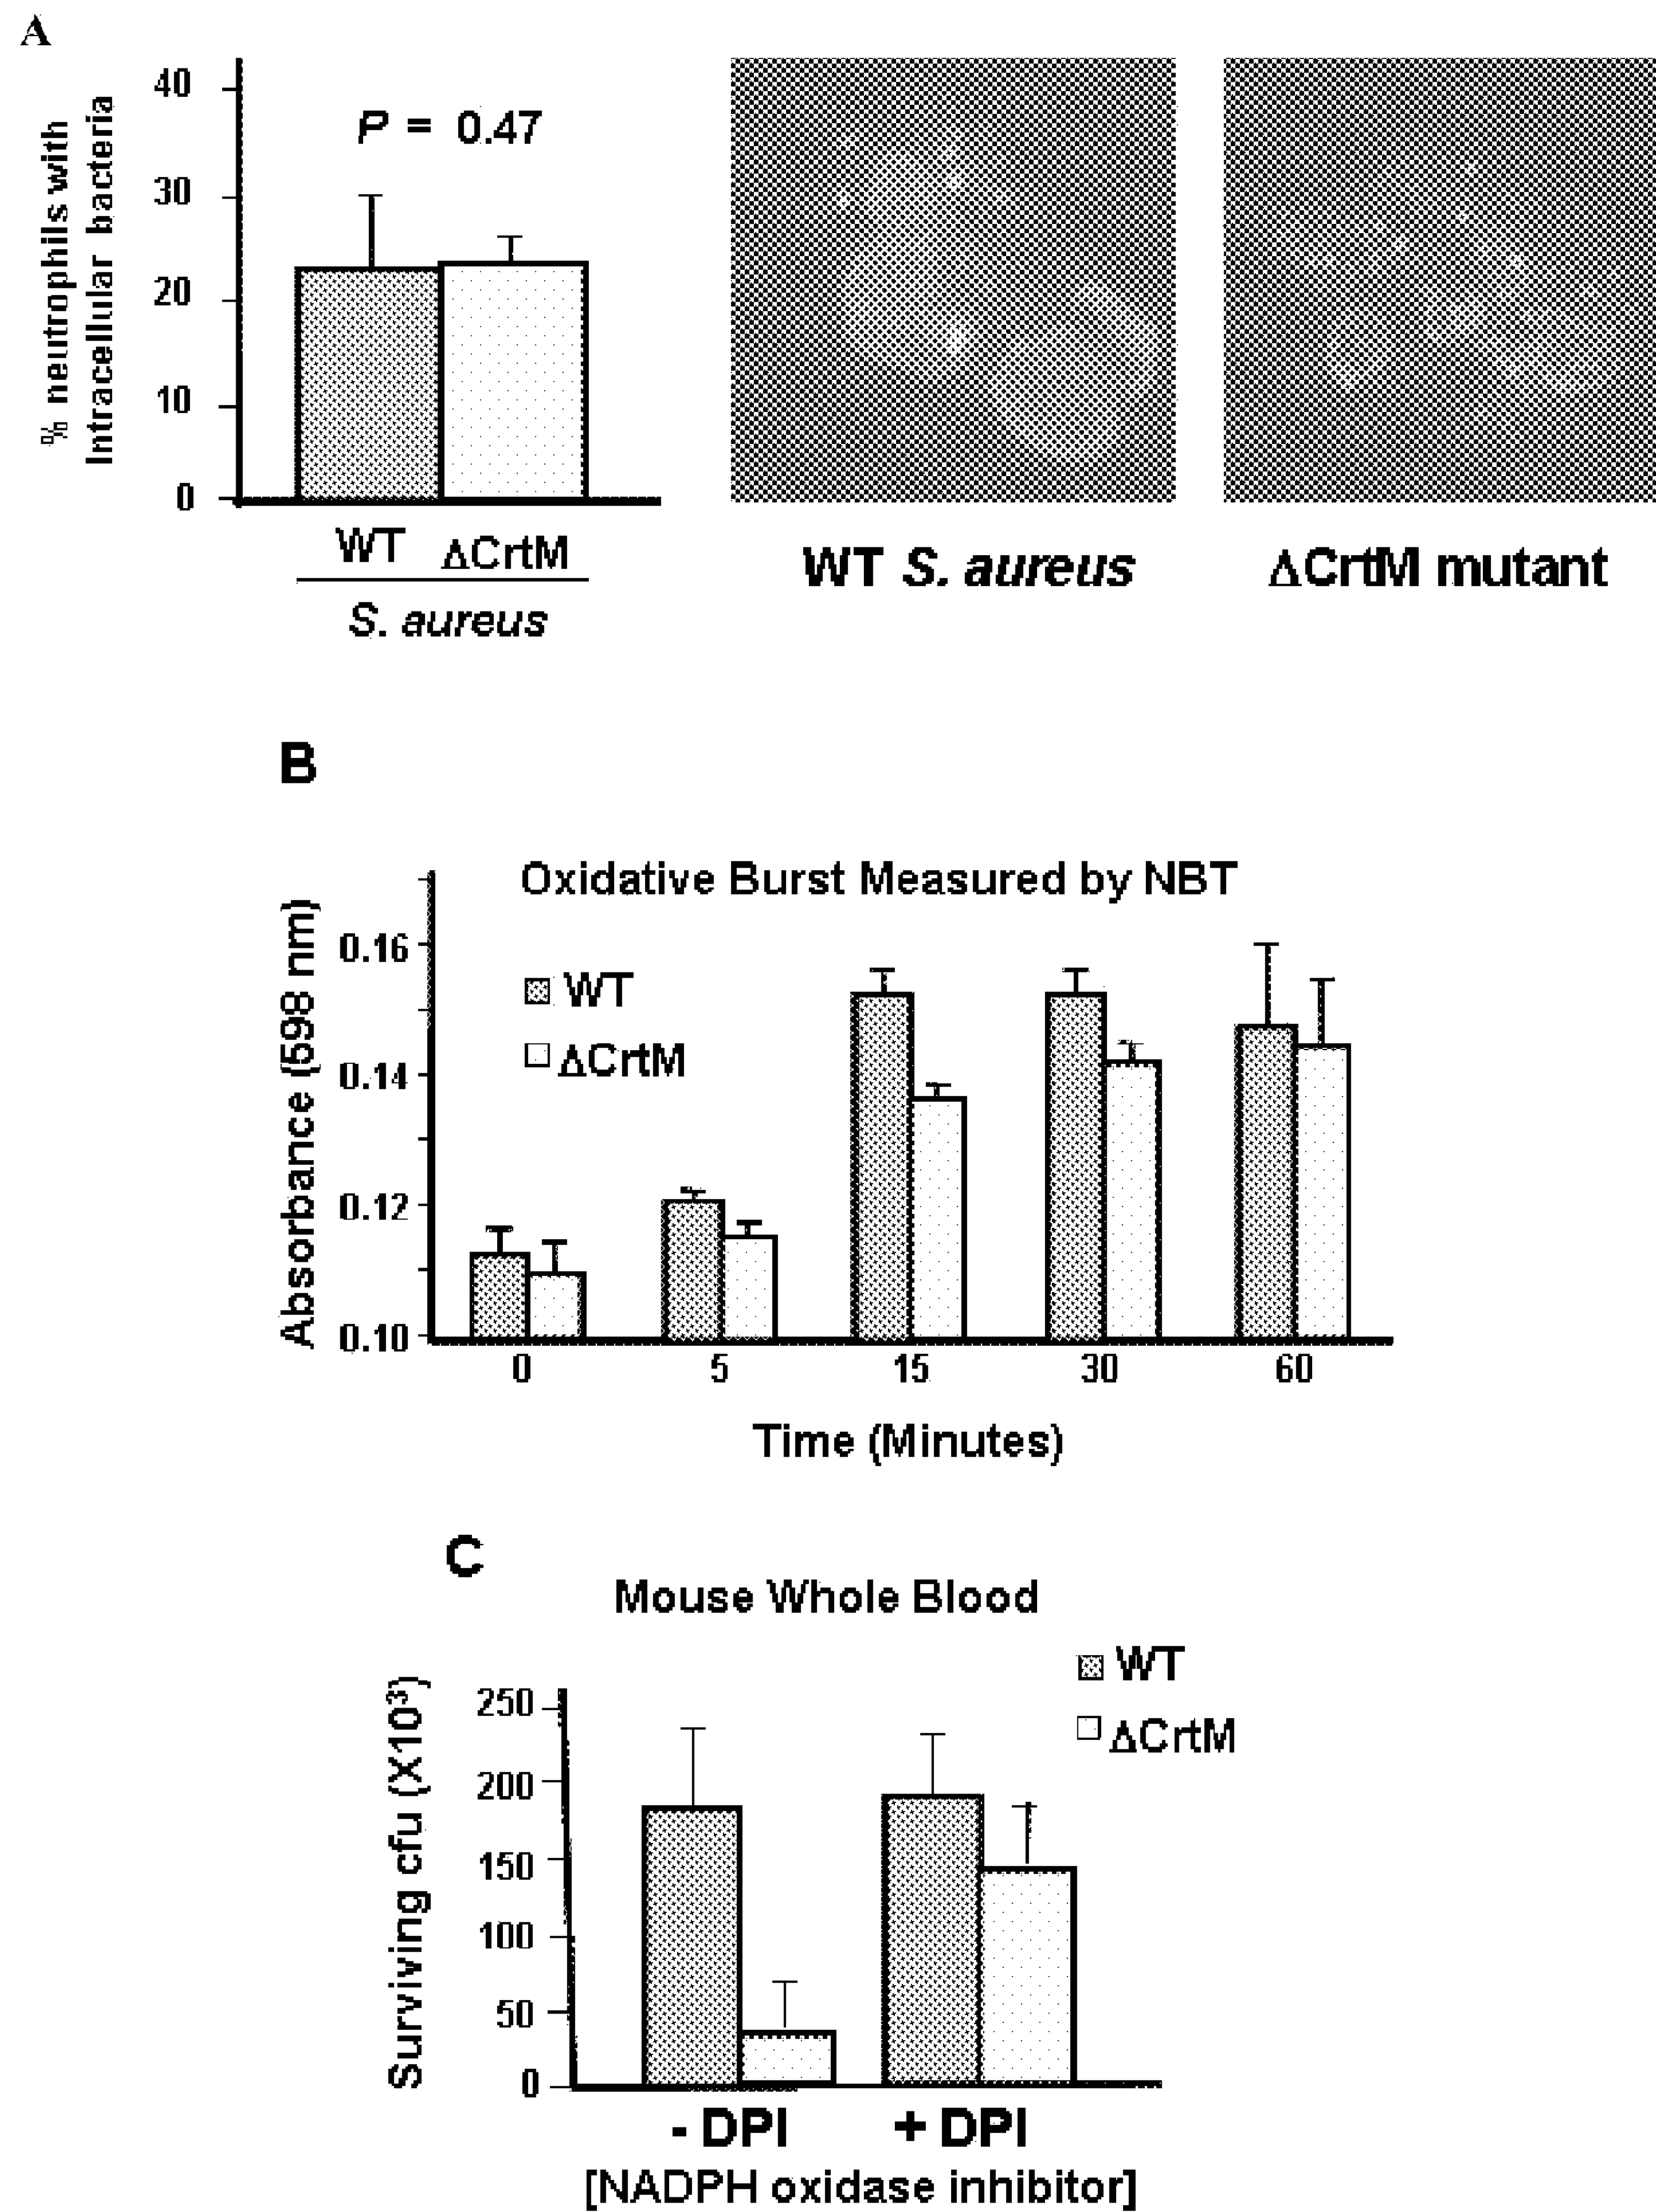 A
% neutrophils with
Intracellular bacteria
40
30
20
10
0
P = 0.47
WT ΔCrtM
S. aureus
WT S. aureus
ΔCrtM mutant
B
Oxidative Burst Measured by NBT
Absorbance (598 nm)
0.16
0.14
0.12
0.10
WT
ΔCrtM
0 5 15 30 60
Time (Minutes)
C
Mouse Whole Blood
WT
ΔCrtM
Surviving cfu (X10³)
250
200
150
100
50
0
- DPI + DPI
[NADPH oxidase inhibitor]